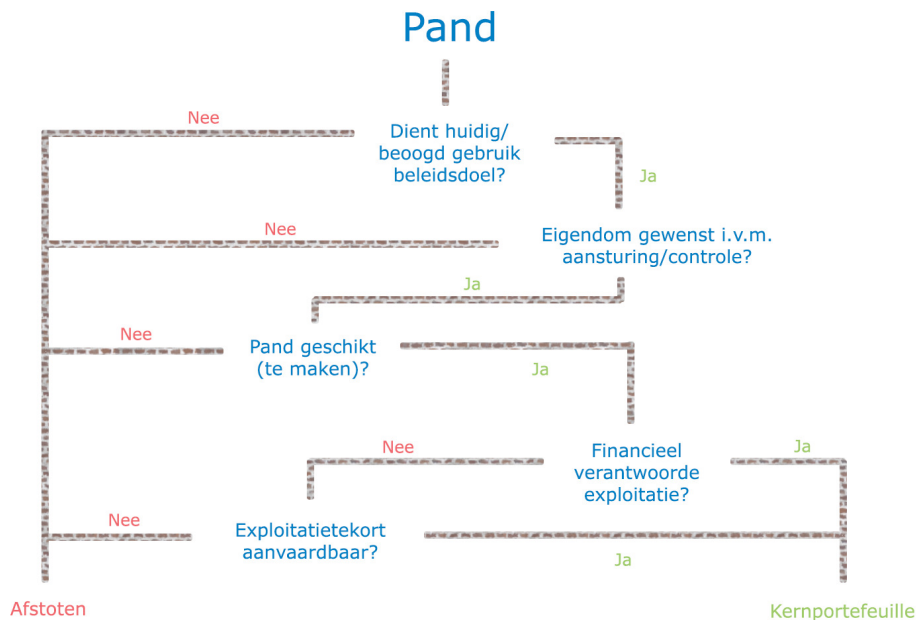 Pand
Nee
Dient huidig/
beoogd gebruik
beleidsdoel?
Ja
Nee
Eigendom gewenst i.v.m.
aansturing/controle?
Ja
Nee
Pand geschikt
(te maken)?
Ja
Nee
Financieel
verantwoorde
exploitatie?
Ja
Nee
Exploitatietekort
aanvaardbaar?
Ja
Afstoten
Kernportefeuille